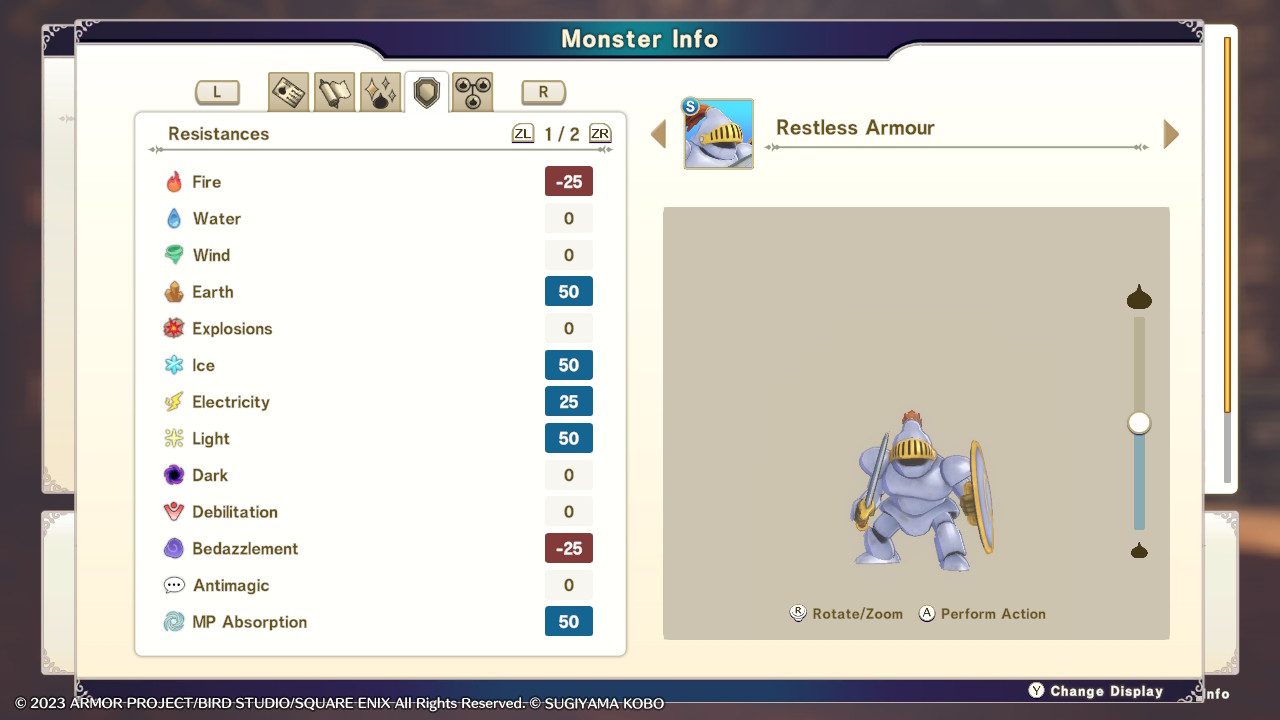 Monster Info
L R
Resistances ZL 1 / 2 ZR
Fire -25
Water 0
Wind 0
Earth 50
Explosions 0
Ice 50
Electricity 25
Light 50
Dark 0
Debilitation 0
Bedazzlement -25
Antimagic 0
MP Absorption 50
S
Restless Armour
R Rotate/Zoom A Perform Action
Y Change Display
Info
© 2023 ARMOR PROJECT/BIRD STUDIO/SQUARE ENIX All Rights Reserved. © SUGIYAMA KOBO